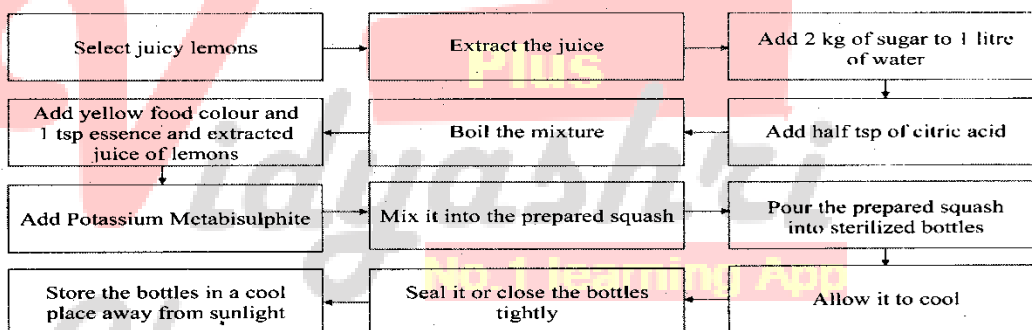 Select juicy lemons
Extract the juice
Add 2 kg of sugar to 1 litre
of water
Add half tsp of citric acid
Boil the mixture
Add yellow food colour and
1 tsp essence and extracted
juice of lemons
Add Potassium Metabisulphite
Mix it into the prepared squash
Pour the prepared squash
into sterilized bottles
Allow it to cool
Seal it or close the bottles
tightly
Store the bottles in a cool
place away from sunlight
Plus
Vidyashri
No.1 learning App